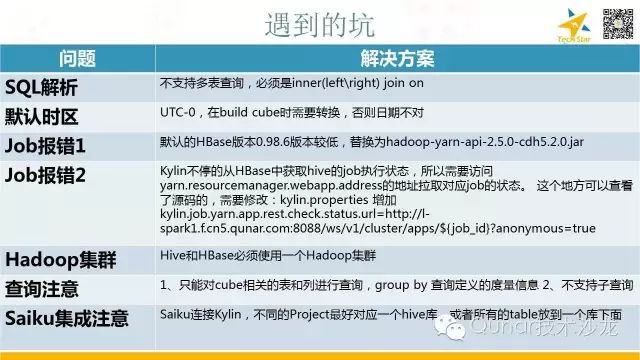 遇到的坑
Tech Star
问题 解决方案
SQL解析 不支持多表查询，必须是inner(left\right) join on
默认时区 UTC-0，在build cube时需要转换，否则日期不对
Job报错1 默认的HBase版本0.98.6版本较低，替换为hadoop-yarn-api-2.5.0-cdh5.2.0.jar
Job报错2 Kylin不停的从HBase中获取hive的job执行状态，所以需要访问
yarn.resourcemanager.webapp.address的地址拉取对应job的状态。 这个地方可以查看
了源码的，需要修改：kylin.properties 增加
kylin.job.yarn.app.rest.check.status.url=http://l-
spark1.f.cn5.qunar.com:8088/ws/v1/cluster/apps/${job_id}?anonymous=true
Hadoop集群 Hive和HBase必须使用一个Hadoop集群
查询注意 1、只能对cube相关的表和列进行查询，group by 查询定义的度量信息 2、不支持子查询
Saiku集成注意 Saiku连接Kylin，不同的Project最好对应一个hive库，或者所有的table放到一个库下面
Qunar技术沙龙